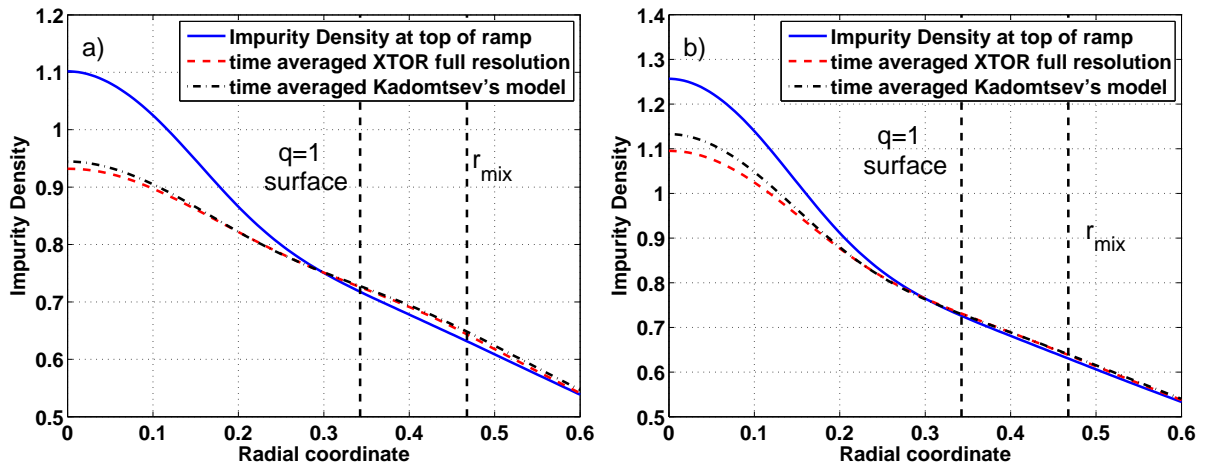 a)
Impurity Density at top of ramp
time averaged XTOR full resolution
time averaged Kadomtsev's model
q=1
surface
r_mix
Impurity Density
1.2
1.1
1
0.9
0.8
0.7
0.6
0.5
0
0.1
0.2
0.3
0.4
0.5
0.6
Radial coordinate
b)
Impurity Density at top of ramp
time averaged XTOR full resolution
time averaged Kadomtsev's model
q=1
surface
r_mix
Impurity Density
1.4
1.3
1.2
1.1
1
0.9
0.8
0.7
0.6
0.5
0
0.1
0.2
0.3
0.4
0.5
0.6
Radial coordinate